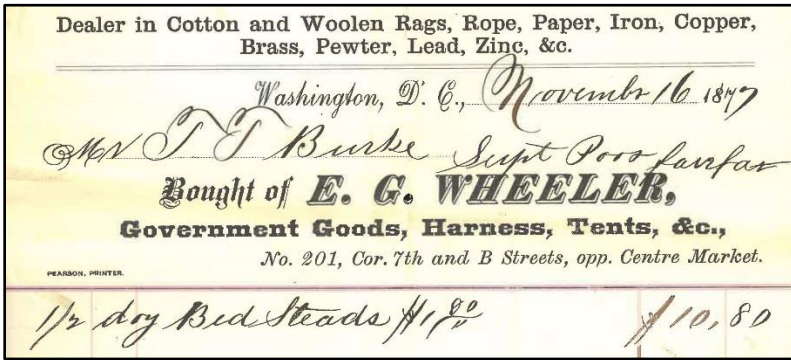 Dealer in Cotton and Woolen Rags, Rope, Paper, Iron, Copper,
Brass, Pewter, Lead, Zinc, &c.
Washington, D. C., November 16 1877
Mr T T Burke Supt Poor fairfax
Bought of E. G. WHEELER,
Government Goods, Harness, Tents, &c.,
No. 201, Cor. 7th and B Streets, opp. Centre Market.
PEARSON, PRINTER.
1/2 doz Bed Steads $1 80 $10,80